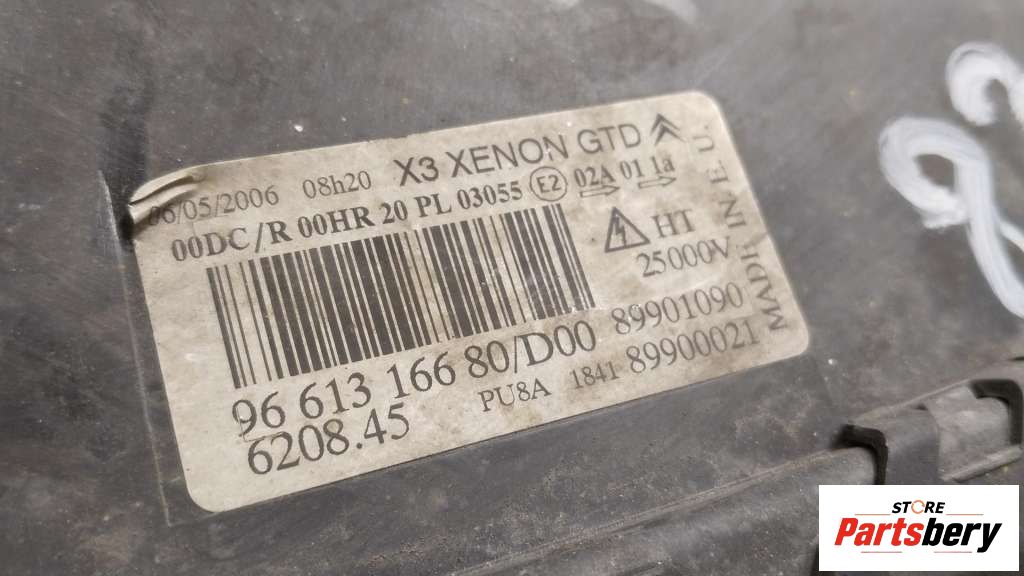 X3 XENON GTD
06/05/2006 08h20
00DC/R 00HR 20 PL 03055 E2 02A 01 1a
HT
25000V
MADE IN E.U.
96 613 166 80/D00 89901090
6208.45 PU8A 1841 89900021
STORE
Partsbery